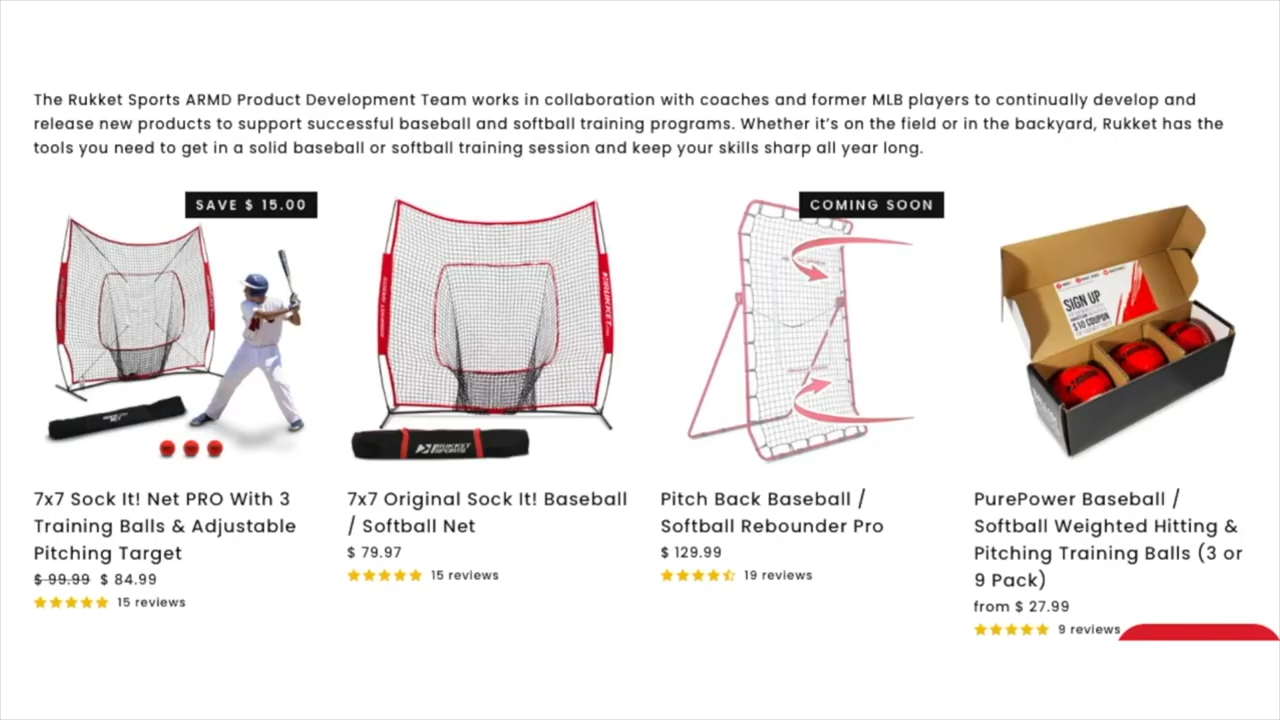 The Rukket Sports ARMD Product Development Team works in collaboration with coaches and former MLB players to continually develop and
release new products to support successful baseball and softball training programs. Whether it’s on the field or in the backyard, Rukket has the
tools you need to get in a solid baseball or softball training session and keep your skills sharp all year long.
SAVE $ 15.00
COMING SOON
SIGN UP
$10 COUPON
RUKKET
RUKKET
SPORTS
7x7 Sock It! Net PRO With 3
Training Balls & Adjustable
Pitching Target
$ 99.99 $ 84.99
15 reviews
7x7 Original Sock It! Baseball
/ Softball Net
$ 79.97
15 reviews
Pitch Back Baseball /
Softball Rebounder Pro
$ 129.99
19 reviews
PurePower Baseball /
Softball Weighted Hitting &
Pitching Training Balls (3 or
9 Pack)
from $ 27.99
9 reviews